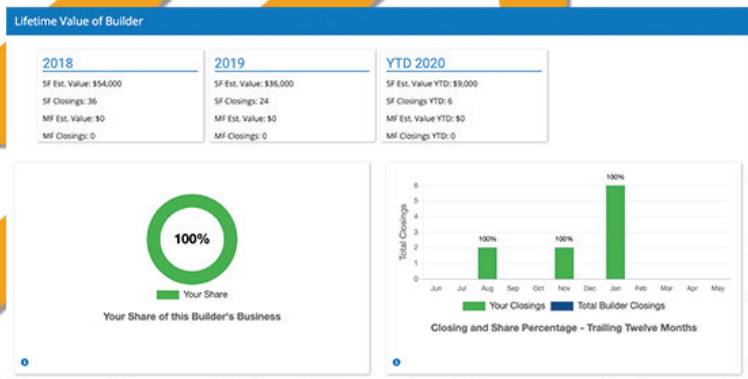 Lifetime Value of Builder
2018
SF Est. Value: $54,000
SF Closings: 36
MF Est. Value: $0
MF Closings: 0
2019
SF Est. Value: $36,000
SF Closings: 24
MF Est. Value: $0
MF Closings: 0
YTD 2020
SF Est. Value YTD: $9,000
SF Closings YTD: 6
MF Est. Value YTD: $0
MF Closings YTD: 0
100%
Your Share
Your Share of this Builder's Business
Total Closings
6
5
4
3
2
1
0
100%
100%
100%
Jun Jul Aug Sep Oct Nov Dec Jan Feb Mar Apr May
Your Closings Total Builder Closings
Closing and Share Percentage - Trailing Twelve Months